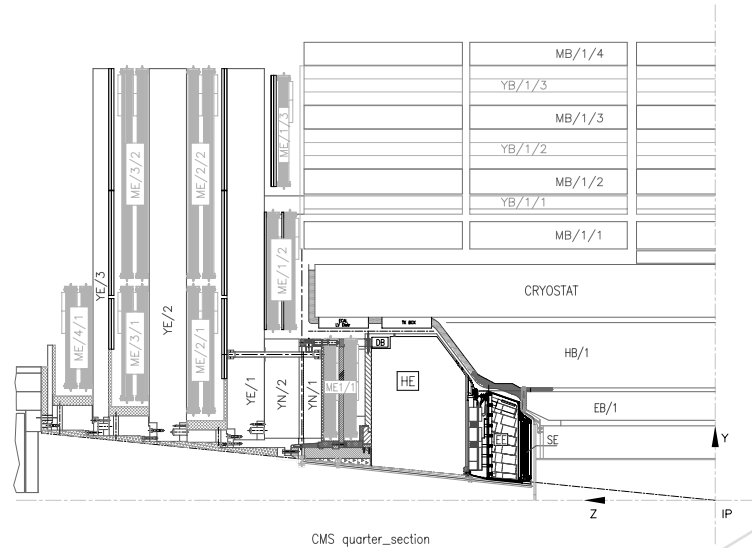 MB/1/4
YB/1/3
MB/1/3
YB/1/2
MB/1/2
YB/1/1
MB/1/1
ME/1/3
ME/3/2
ME/2/2
ME/1/2
YE/3
YE/2
CRYOSTAT
ECAL
TK BOX
ME/4/1
ME/3/1
ME/2/1
DB
HB/1
HE
ME1/1
YE/1
YN/2
YN/1
EB/1
EE
SE
Y
Z
IP
CMS quarter_section